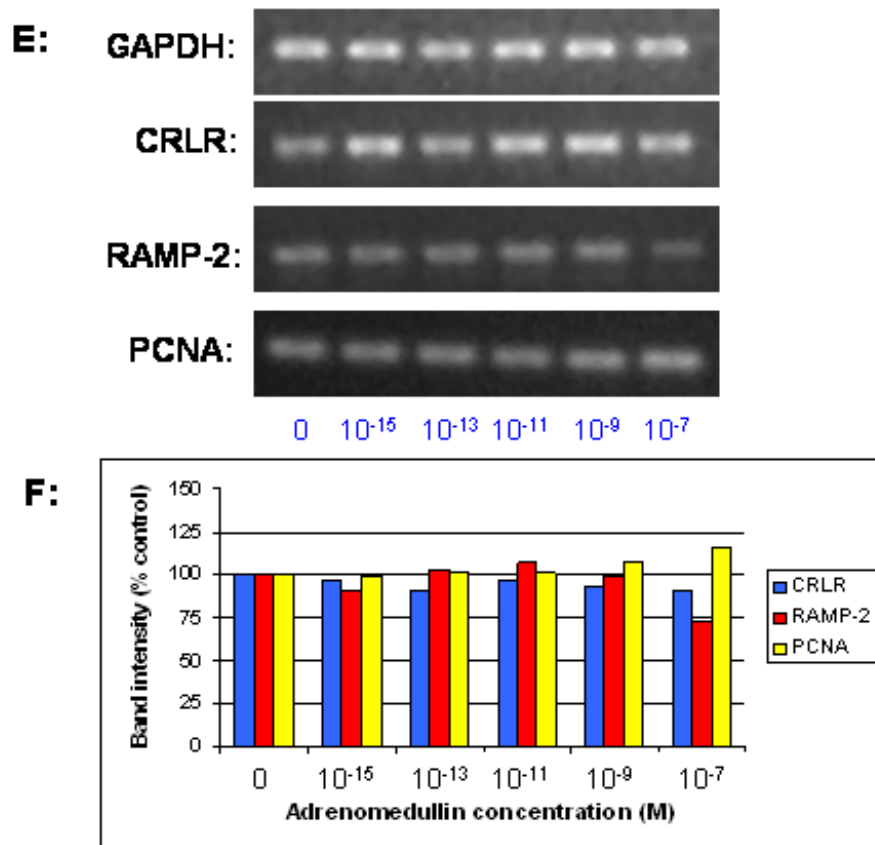 E:
GAPDH:
CRLR:
RAMP-2:
PCNA:
0 10⁻¹⁵ 10⁻¹³ 10⁻¹¹ 10⁻⁹ 10⁻⁷
F:
Band intensity (% control)
150
125
100
75
50
25
0
0 10⁻¹⁵ 10⁻¹³ 10⁻¹¹ 10⁻⁹ 10⁻⁷
Adrenomedullin concentration (M)
CRLR
RAMP-2
PCNA